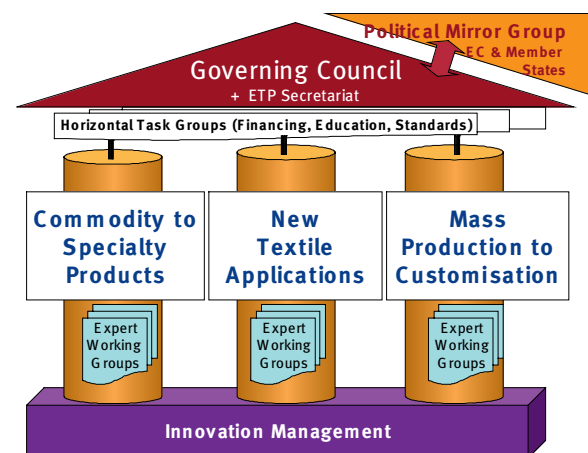 Political Mirror Group
EC & Member
States
Governing Council
+ ETP Secretariat
Horizontal Task Groups (Financing, Education, Standards)
Commodity to
Specialty
Products
New
Textile
Applications
Mass
Production to
Customisation
Expert
Working
Groups
Expert
Working
Groups
Expert
Working
Groups
Innovation Management